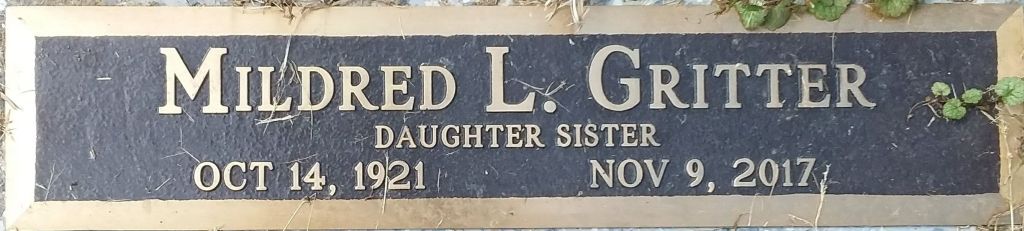 MILDRED L. GRITTER
DAUGHTER SISTER
OCT 14, 1921 NOV 9, 2017